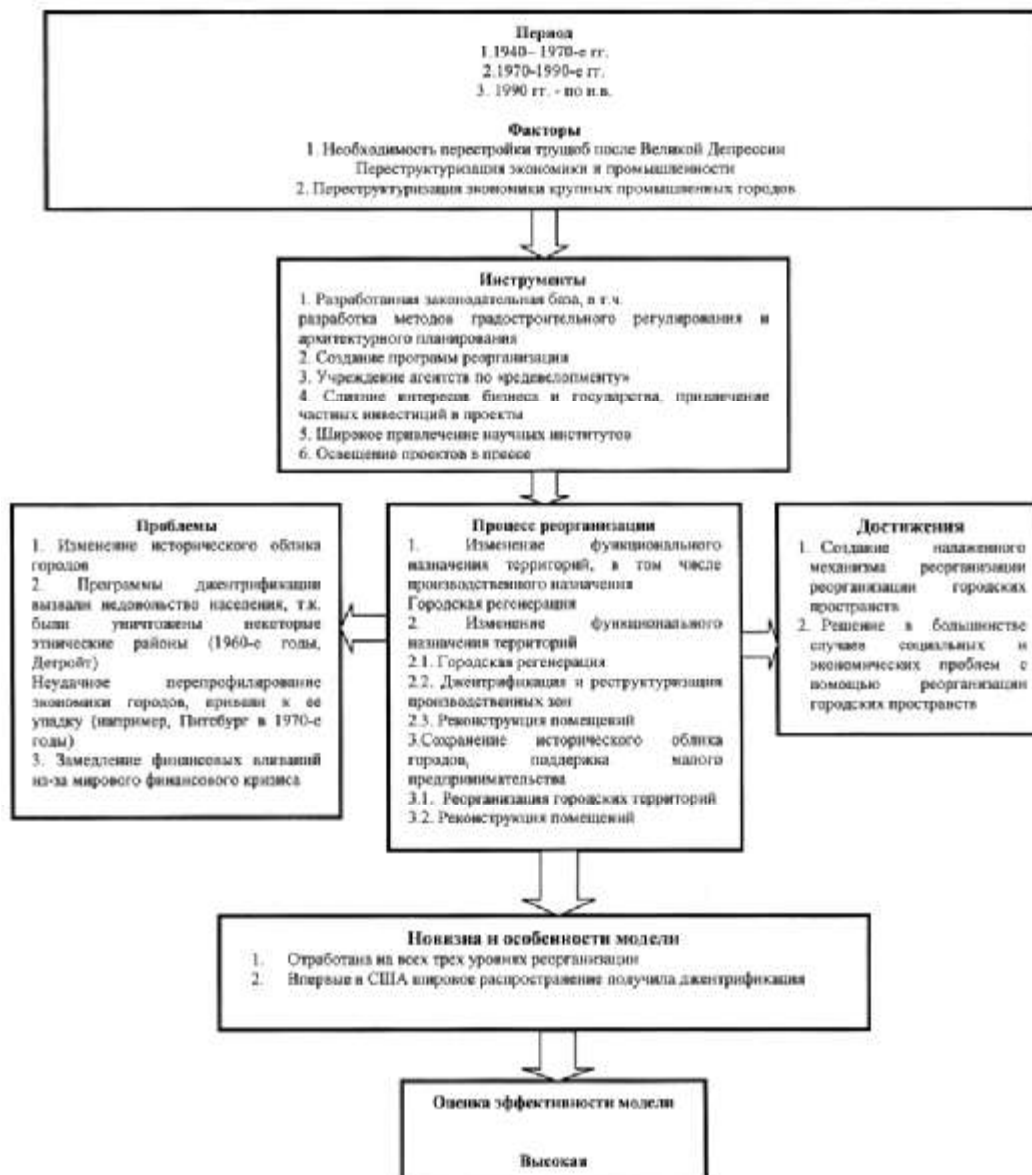 Период
1.1940– 1970-е гг.
2.1970-1990-е гг.
3. 1990 гг. - по н.в.
Факторы
1. Необходимость перестройки трущоб после Великой Депрессии
Переструктуризация экономики и промышленности
2. Переструктуризация экономики крупных промышленных городов
Инструменты
1. Разработанная законодательная база, в т.ч.
разработка методов градостроительного регулирования и
архитектурного планирования
2. Создание программ реорганизация
3. Учреждение агентств по «редевелопменту»
4. Слияние интересов бизнеса и государства, привлечение
частных инвестиций в проекты
5. Широкое привлечение научных институтов
6. Освещение проектов в прессе
Проблемы
1. Изменение исторического облика
городов
2. Программы джентрификации
вызвали недовольство населения, т.к.
были уничтожены некоторые
этнические районы (1960-е годы,
Детройт)
Неудачное перепрофилирование
экономики городов, привели к ее
упадку (например, Питсбург в 1970-е
годы)
3. Замедление финансовых вливаний
из-за мирового финансового кризиса
Процесс реорганизации
1. Изменение функционального
назначения территорий, в том числе
производственного назначения
Городская регенерация
2. Изменение функционального
назначения территорий
2.1. Городская регенерация
2.2. Джентрификация и реструктуризация
производственных зон
2.3. Реконструкция помещений
3.Сохранение исторического облика
городов, поддержка малого
предпринимательства
3.1. Реорганизация городских территорий
3.2. Реконструкция помещений
Достижения
1. Создание налаженного
механизма реорганизации
реорганизации городских
пространств
2. Решение в большинстве
случаев социальных и
экономических проблем с
помощью реорганизации
городских пространств
Новизна и особенности модели
1. Отработана на всех трех уровнях реорганизации
2. Впервые в США широкое распространение получила джентрификация
Оценка эффективности модели
Высокая